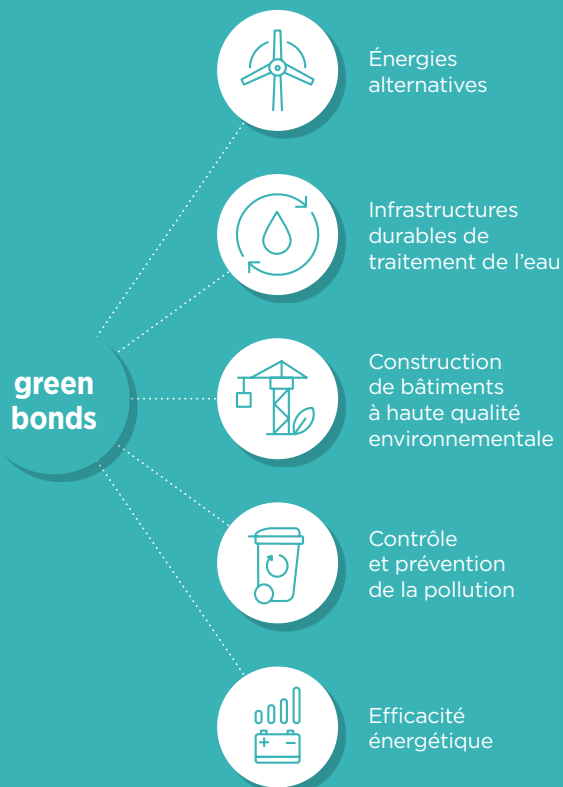 Énergies
alternatives
Infrastructures
durables de
traitement de l’eau
green
bonds
Construction
de bâtiments
à haute qualité
environnementale
Contrôle
et prévention
de la pollution
Efficacité
énergétique